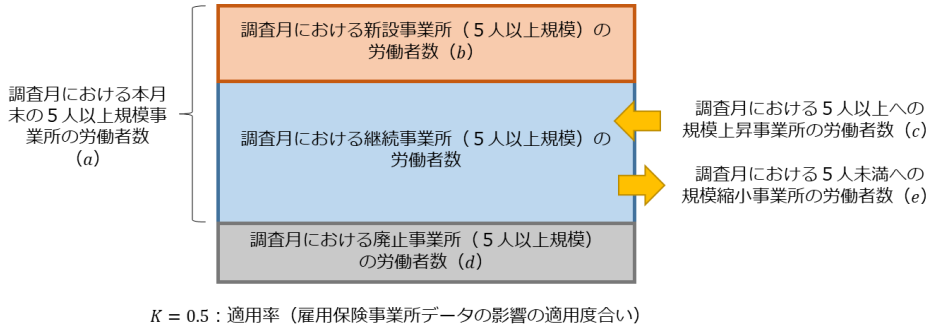 調査月における新設事業所（５人以上規模）の
労働者数（b）
調査月における本月
末の５人以上規模事
業所の労働者数
（a）
調査月における継続事業所（５人以上規模）の
労働者数
調査月における５人以上への
規模上昇事業所の労働者数（c）
調査月における５人未満への
規模縮小事業所の労働者数（e）
調査月における廃止事業所（５人以上規模）
の労働者数（d）
K = 0.5：適用率（雇用保険事業所データの影響の適用度合い）